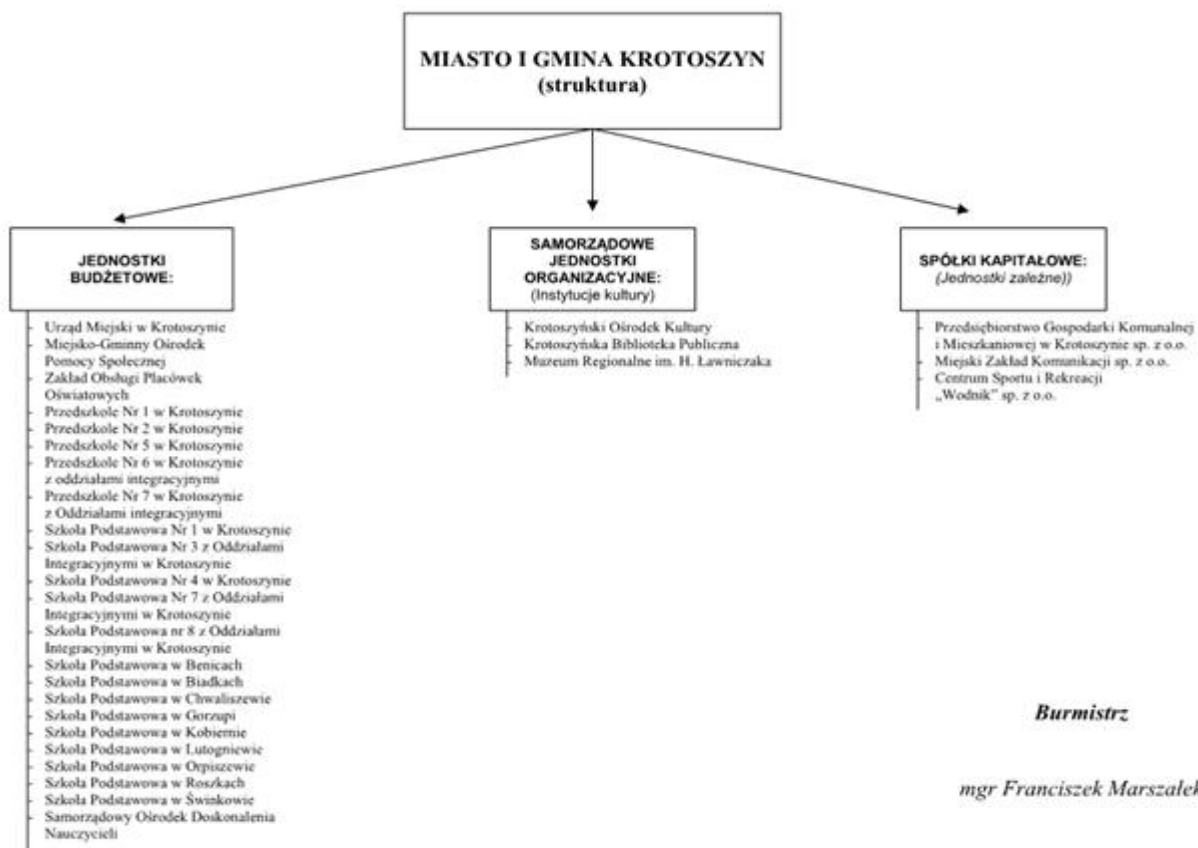 MIASTO I GMINA KROTOSZYN
(struktura)
JEDNOSTKI
BUDŻETOWE:
- Urząd Miejski w Krotoszynie
- Miejsko-Gminny Ośrodek
Pomocy Społecznej
- Zakład Obsługi Placówek
Oświatowych
- Przedszkole Nr 1 w Krotoszynie
- Przedszkole Nr 2 w Krotoszynie
- Przedszkole Nr 5 w Krotoszynie
- Przedszkole Nr 6 w Krotoszynie
z oddziałami integracyjnymi
- Przedszkole Nr 7 w Krotoszynie
z Oddziałami integracyjnymi
- Szkoła Podstawowa Nr 1 w Krotoszynie
- Szkoła Podstawowa Nr 3 z Oddziałami
Integracyjnymi w Krotoszynie
- Szkoła Podstawowa Nr 4 w Krotoszynie
- Szkoła Podstawowa Nr 7 z Oddziałami
Integracyjnymi w Krotoszynie
- Szkoła Podstawowa nr 8 z Oddziałami
Integracyjnymi w Krotoszynie
- Szkoła Podstawowa w Benicach
- Szkoła Podstawowa w Biadkach
- Szkoła Podstawowa w Chwaliszewie
- Szkoła Podstawowa w Gorzupi
- Szkoła Podstawowa w Kobiernie
- Szkoła Podstawowa w Lutogniewie
- Szkoła Podstawowa w Orpiszewie
- Szkoła Podstawowa w Roszkach
- Szkoła Podstawowa w Świnkowie
- Samorządowy Ośrodek Doskonalenia
Nauczycieli
SAMORZĄDOWE
JEDNOSTKI
ORGANIZACYJNE:
(Instytucje kultury)
- Krotoszyński Ośrodek Kultury
- Krotoszyńska Biblioteka Publiczna
- Muzeum Regionalne im. H. Ławniczaka
SPÓŁKI KAPITAŁOWE:
(Jednostki zależne))
- Przedsiębiorstwo Gospodarki Komunalnej
i Mieszkaniowej w Krotoszynie sp. z o.o.
- Miejski Zakład Komunikacji sp. z o.o.
- Centrum Sportu i Rekreacji
„Wodnik” sp. z o.o.
Burmistrz
mgr Franciszek Marszałek